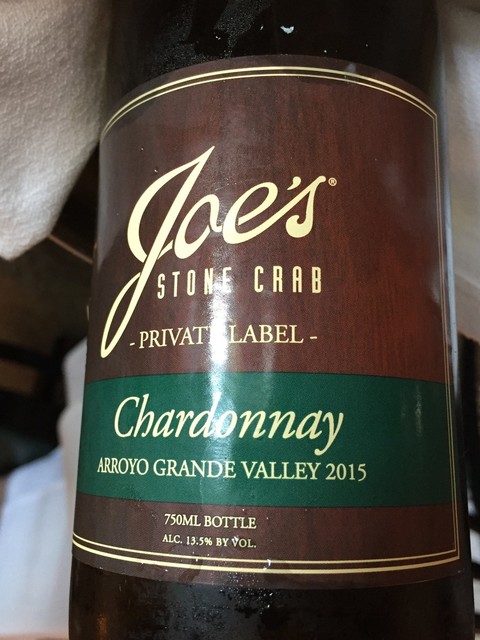 Joe's®
STONE CRAB
- PRIVATE LABEL -
Chardonnay
ARROYO GRANDE VALLEY 2015
750ML BOTTLE
ALC. 13.5% BY VOL.